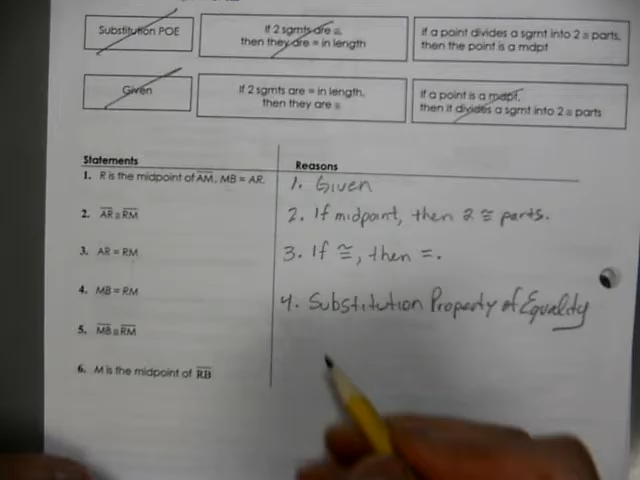 Substitution POE
If 2 sgmts are ≅,
then they are = in length
If a point divides a sgmt into 2 ≅ parts,
then the point is a mdpt
Given
If 2 sgmts are = in length,
then they are ≅
If a point is a mdpt,
then it divides a sgmt into 2 ≅ parts
Statements
Reasons
1. R is the midpoint of AM, MB = AR.
1. Given
2. AR ≅ RM
2. If midpoint, then 2 ≅ parts.
3. AR = RM
3. If ≅, then =.
4. MB = RM
4. Substitution Property of Equality
5. MB ≅ RM
6. M is the midpoint of RB